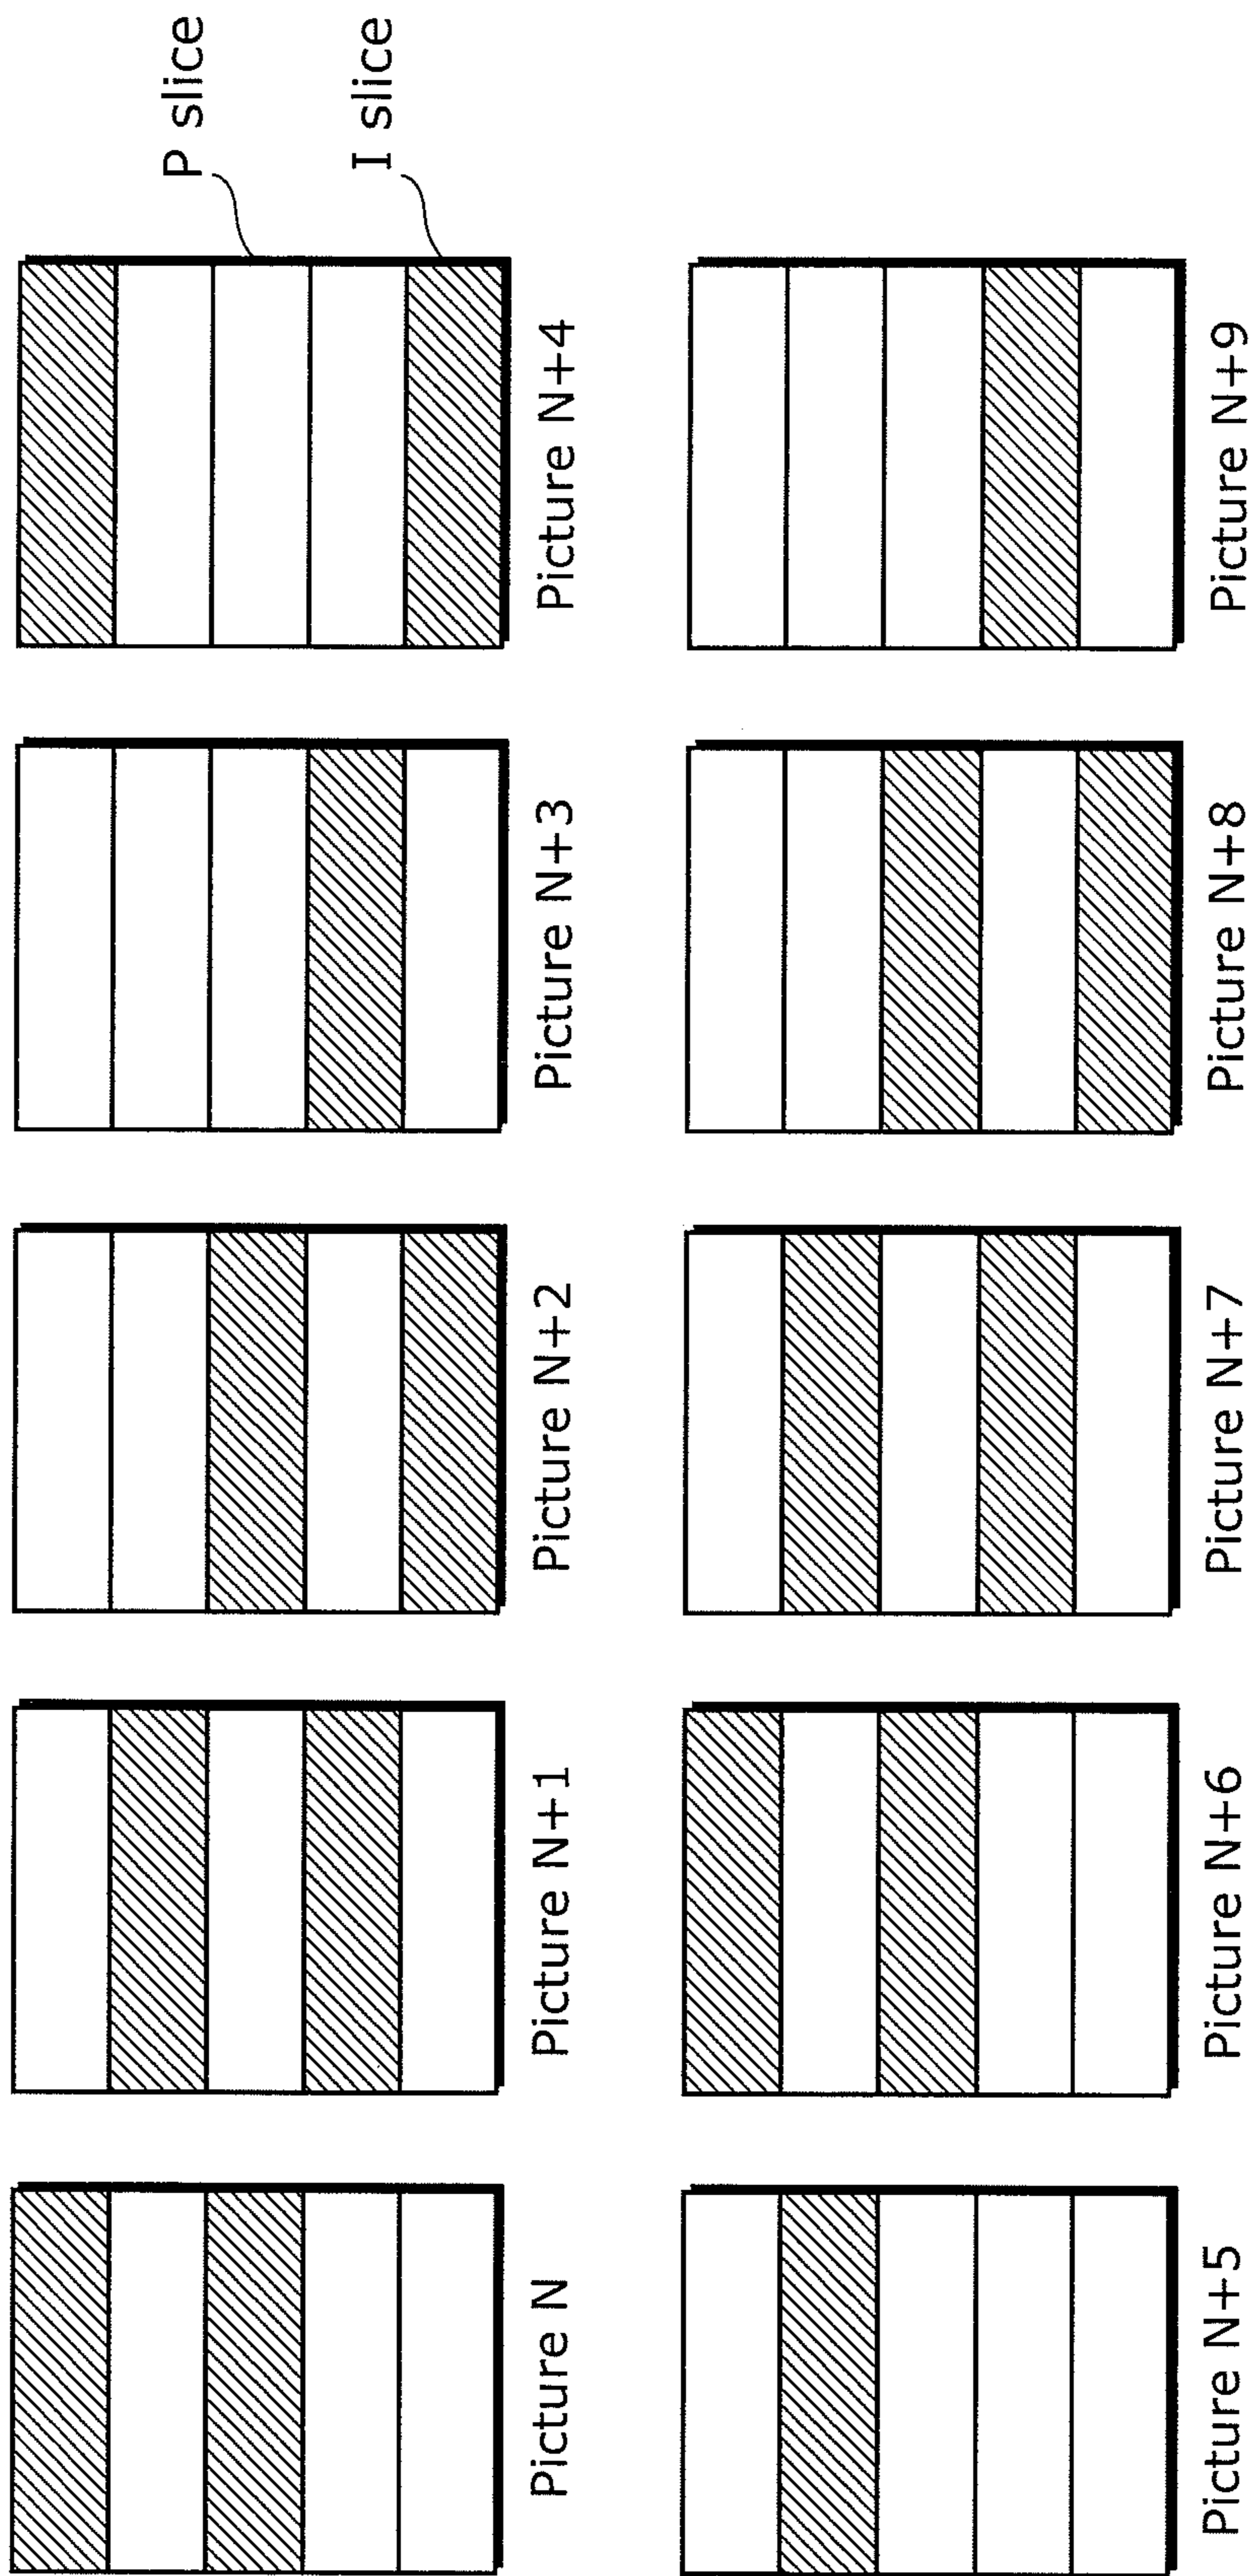 P slice
I slice
Picture N
Picture N+1
Picture N+2
Picture N+3
Picture N+4
Picture N+5
Picture N+6
Picture N+7
Picture N+8
Picture N+9